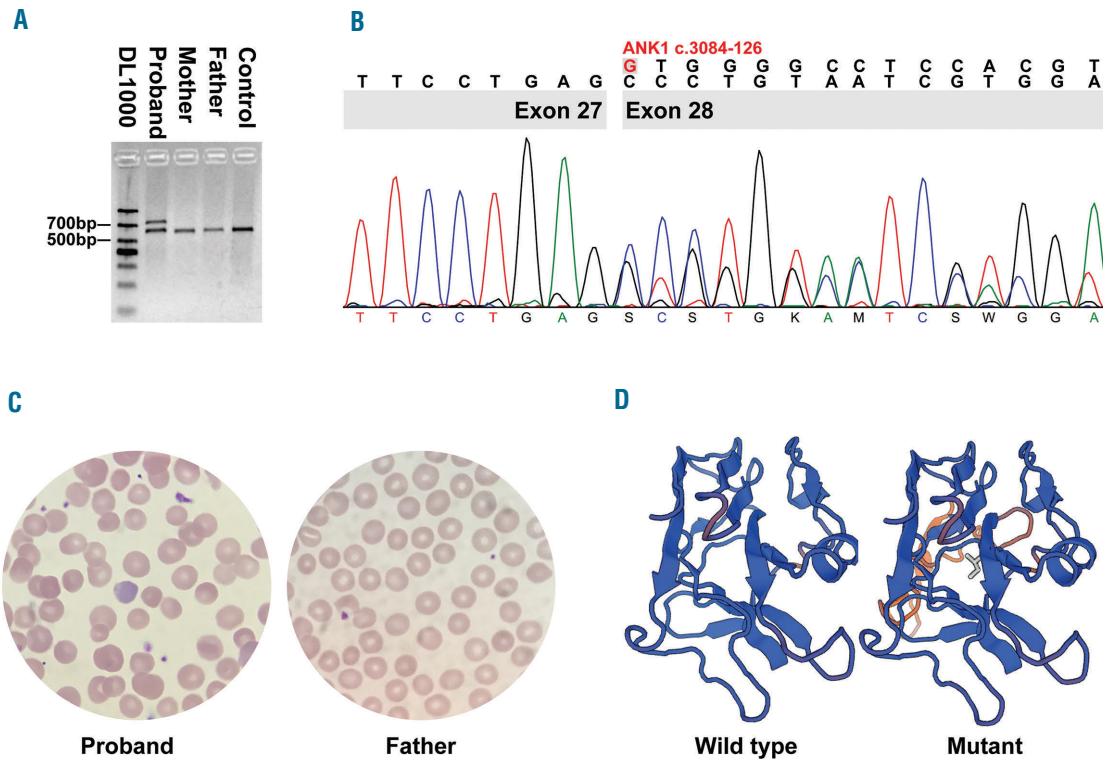 A
DL1000
Proband
Mother
Father
Control
700bp
500bp
B
ANK1 c.3084-126
G T G G G G C C T C C A C G T
T T C C T G A G C C C T G T A A T C G T G G A
Exon 27 Exon 28
T T C C T G A G S C S T G K A M T C S W G G A
C
Proband
Father
D
Wild type
Mutant